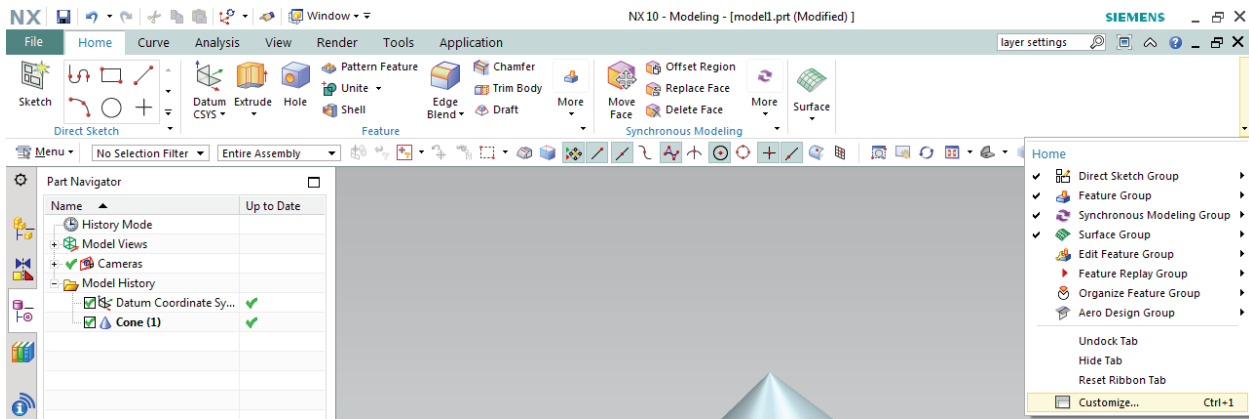 NX Window NX 10 - Modeling - [model1.prt (Modified) ] SIEMENS
File Home Curve Analysis View Render Tools Application layer settings
Sketch
Direct Sketch
Datum CSYS
Extrude
Hole
Pattern Feature
Unite
Shell
Edge Blend
Chamfer
Trim Body
Draft
More
Feature
Move Face
Offset Region
Replace Face
Delete Face
More
Synchronous Modeling
Surface
Menu No Selection Filter Entire Assembly
Part Navigator
Name Up to Date
History Mode
Model Views
Cameras
Model History
Datum Coordinate Sy...
Cone (1)
Home
Direct Sketch Group
Feature Group
Synchronous Modeling Group
Surface Group
Edit Feature Group
Feature Replay Group
Organize Feature Group
Aero Design Group
Undock Tab
Hide Tab
Reset Ribbon Tab
Customize... Ctrl+1